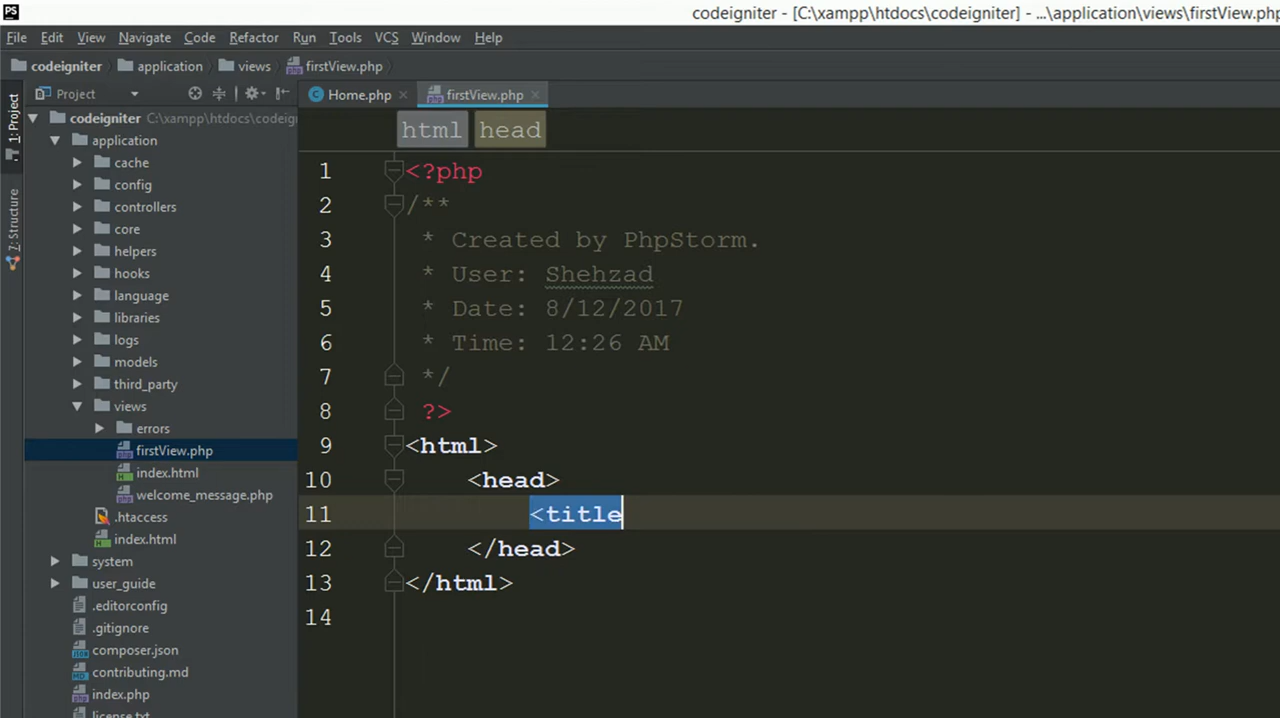 PS codeigniter - [C:\xampp\htdocs\codeigniter] - ...\application\views\firstView.php
File Edit View Navigate Code Refactor Run Tools VCS Window Help
codeigniter application views firstView.php
1: Project
7: Structure
Project
codeigniter C:\xampp\htdocs\codeig
application
cache
config
controllers
core
helpers
hooks
language
libraries
logs
models
third_party
views
errors
firstView.php
index.html
welcome_message.php
.htaccess
index.html
system
user_guide
.editorconfig
.gitignore
composer.json
contributing.md
index.php
license.txt
Home.php firstView.php
html head
1 <?php
2 /**
3 * Created by PhpStorm.
4 * User: Shehzad
5 * Date: 8/12/2017
6 * Time: 12:26 AM
7 */
8 ?>
9 <html>
10 <head>
11 <title
12 </head>
13 </html>
14